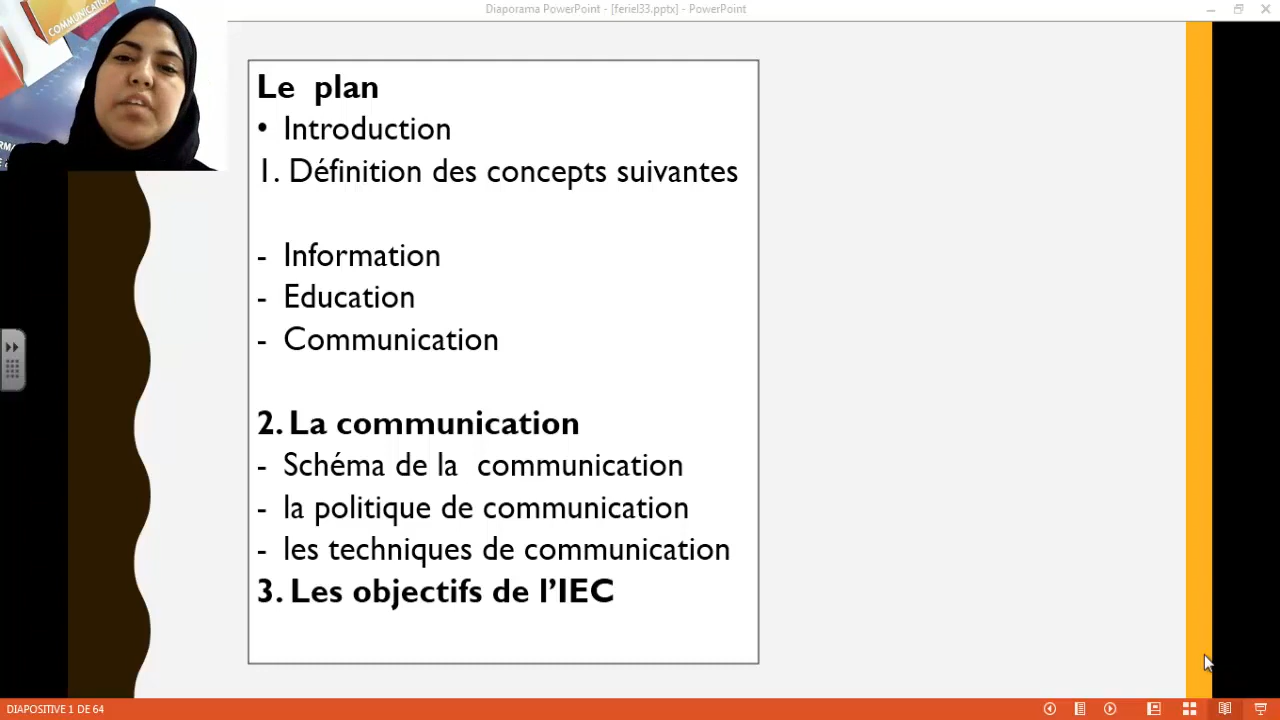 Diaporama PowerPoint - [feriel33.pptx] - PowerPoint
COMMUNICATION
Le plan
• Introduction
1. Définition des concepts suivantes
- Information
- Education
- Communication
2. La communication
- Schéma de la communication
- la politique de communication
- les techniques de communication
3. Les objectifs de l’IEC
DIAPOSITIVE 1 DE 64